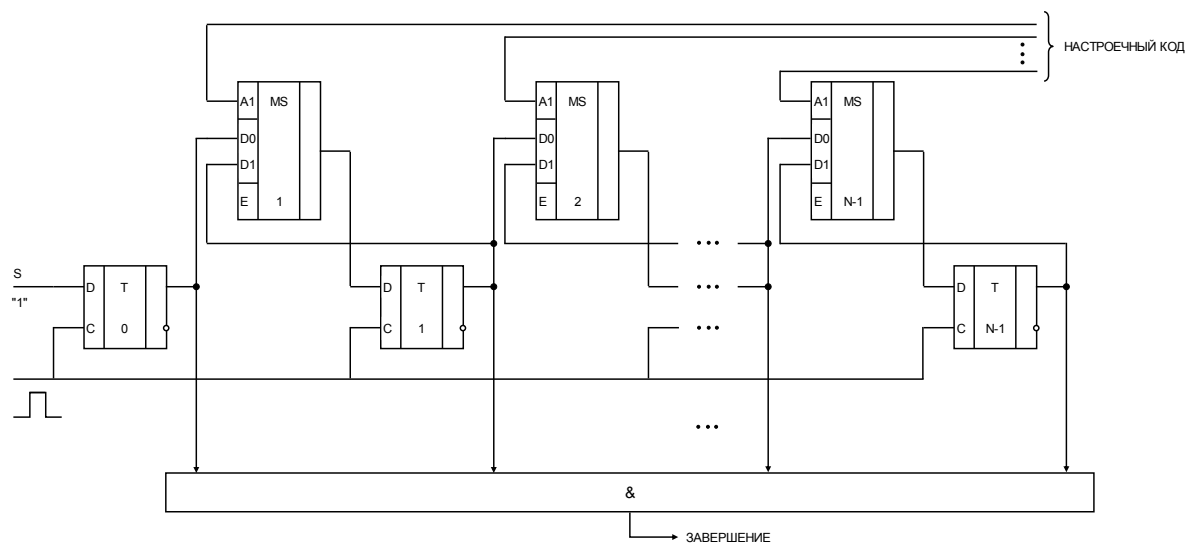 НАСТРОЕЧНЫЙ КОД
A1 MS
D0
D1
E 1
A1 MS
D0
D1
E 2
A1 MS
D0
D1
E N-1
S
"1"
D T
C 0
D T
C 1
D T
C N-1
&
ЗАВЕРШЕНИЕ